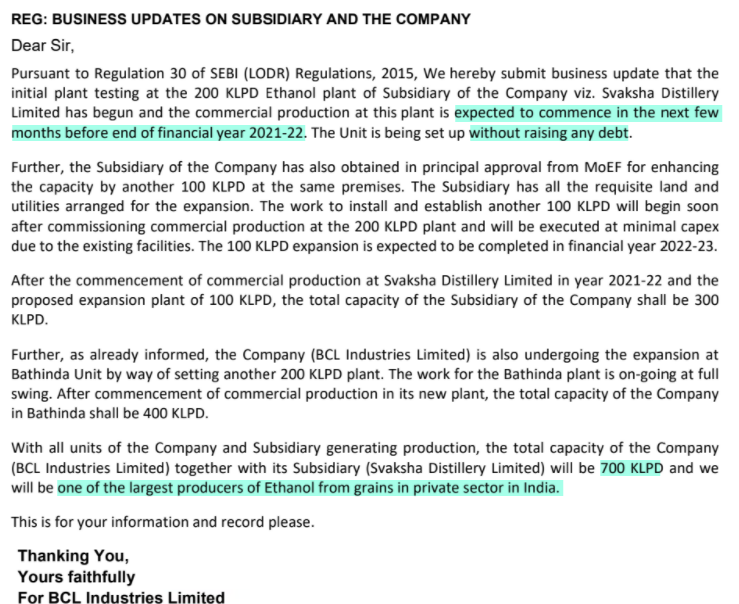 REG: BUSINESS UPDATES ON SUBSIDIARY AND THE COMPANY
Dear Sir,
Pursuant to Regulation 30 of SEBI (LODR) Regulations, 2015, We hereby submit business update that the
initial plant testing at the 200 KLPD Ethanol plant of Subsidiary of the Company viz. Svaksha Distillery
Limited has begun and the commercial production at this plant is expected to commence in the next few
months before end of financial year 2021-22. The Unit is being set up without raising any debt.
Further, the Subsidiary of the Company has also obtained in principal approval from MoEF for enhancing
the capacity by another 100 KLPD at the same premises. The Subsidiary has all the requisite land and
utilities arranged for the expansion. The work to install and establish another 100 KLPD will begin soon
after commissioning commercial production at the 200 KLPD plant and will be executed at minimal capex
due to the existing facilities. The 100 KLPD expansion is expected to be completed in financial year 2022-23.
After the commencement of commercial production at Svaksha Distillery Limited in year 2021-22 and the
proposed expansion plant of 100 KLPD, the total capacity of the Subsidiary of the Company shall be 300
KLPD.
Further, as already informed, the Company (BCL Industries Limited) is also undergoing the expansion at
Bathinda Unit by way of setting another 200 KLPD plant. The work for the Bathinda plant is on-going at full
swing. After commencement of commercial production in its new plant, the total capacity of the Company
in Bathinda shall be 400 KLPD.
With all units of the Company and Subsidiary generating production, the total capacity of the Company
(BCL Industries Limited) together with its Subsidiary (Svaksha Distillery Limited) will be 700 KLPD and we
will be one of the largest producers of Ethanol from grains in private sector in India.
This is for your information and record please.
Thanking You,
Yours faithfully
For BCL Industries Limited